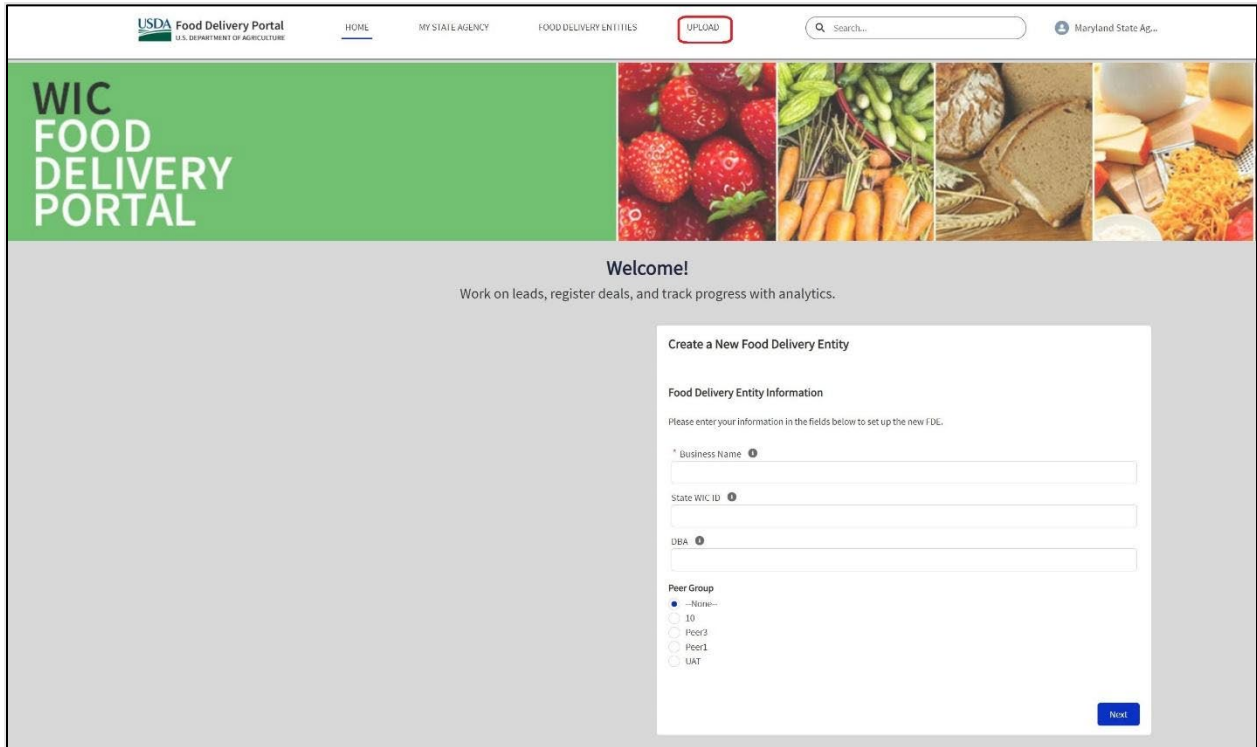 USDA Food Delivery Portal
U.S. DEPARTMENT OF AGRICULTURE
HOME
MY STATE AGENCY
FOOD DELIVERY ENTITIES
UPLOAD
Search...
Maryland State Ag...
WIC
FOOD
DELIVERY
PORTAL
Welcome!
Work on leads, register deals, and track progress with analytics.
Create a New Food Delivery Entity
Food Delivery Entity Information
Please enter your information in the fields below to set up the new FDE.
* Business Name
State WIC ID
DBA
Peer Group
--None--
10
Peer3
Peer1
UAT
Next